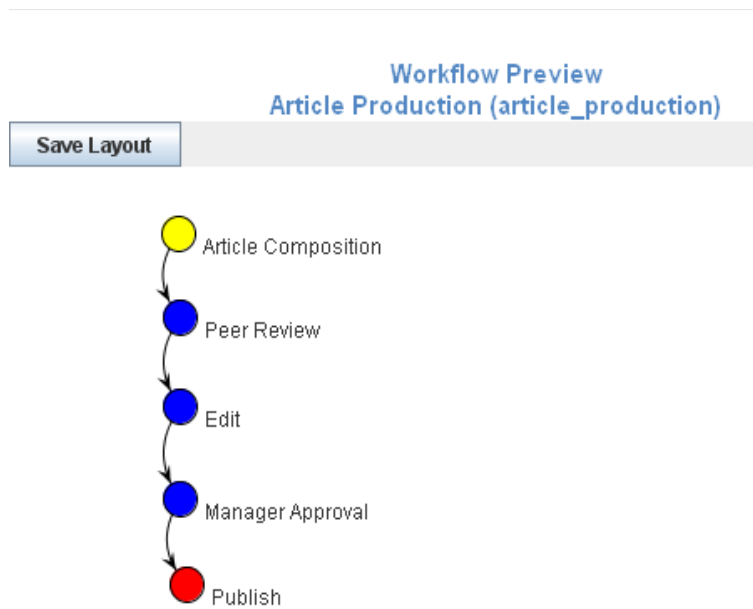 Workflow Preview
Article Production (article_production)
Save Layout
Article Composition
Peer Review
Edit
Manager Approval
Publish